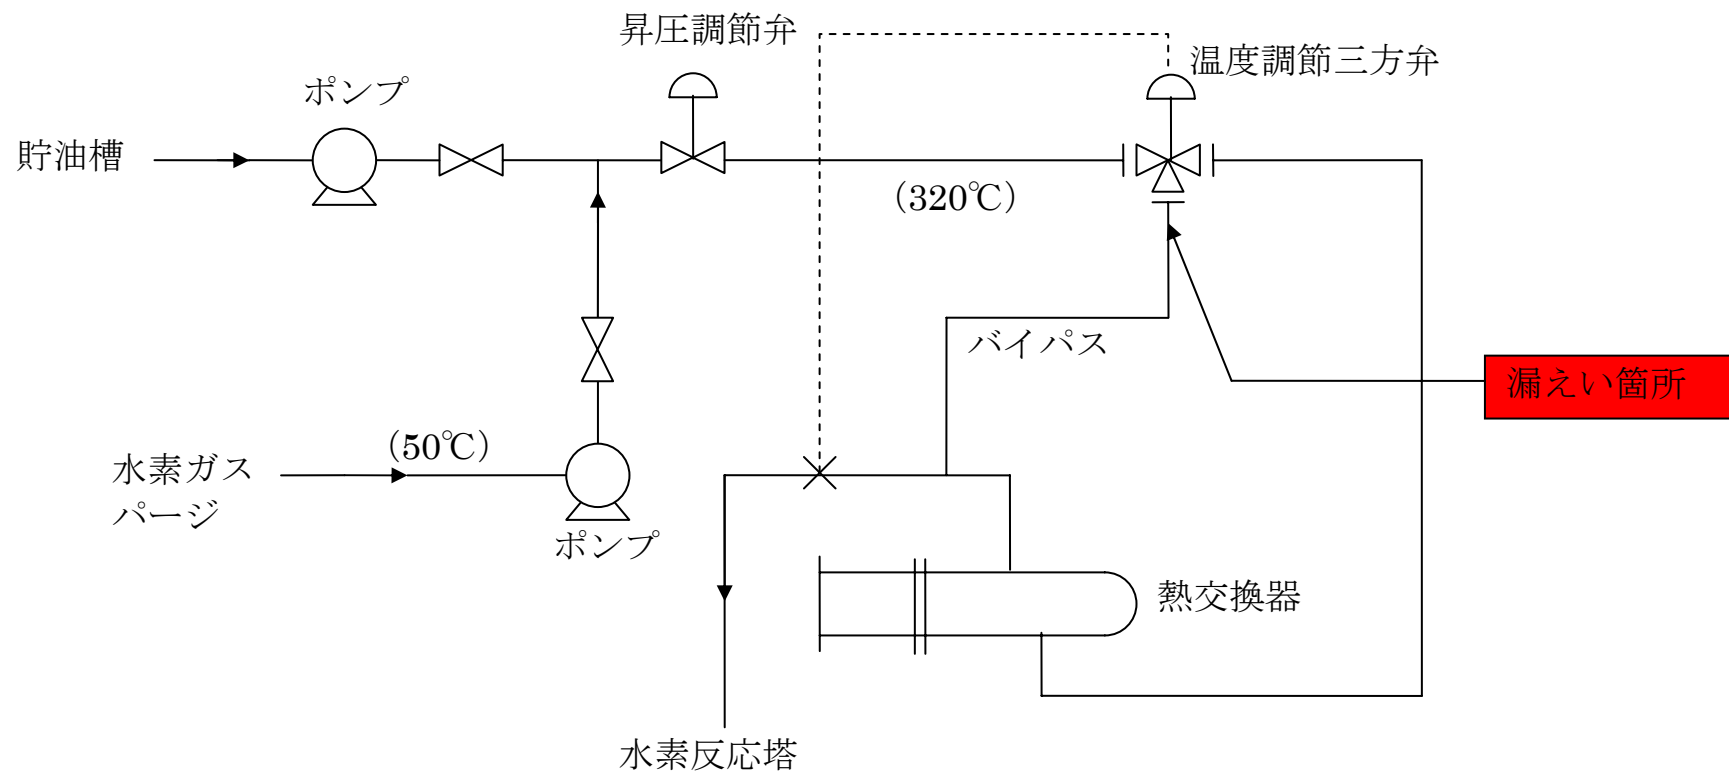 昇圧調節弁
温度調節三方弁
ポンプ
貯油槽
(320℃)
バイパス
漏えい箇所
(50℃)
水素ガス
パージ
ポンプ
熱交換器
水素反応塔